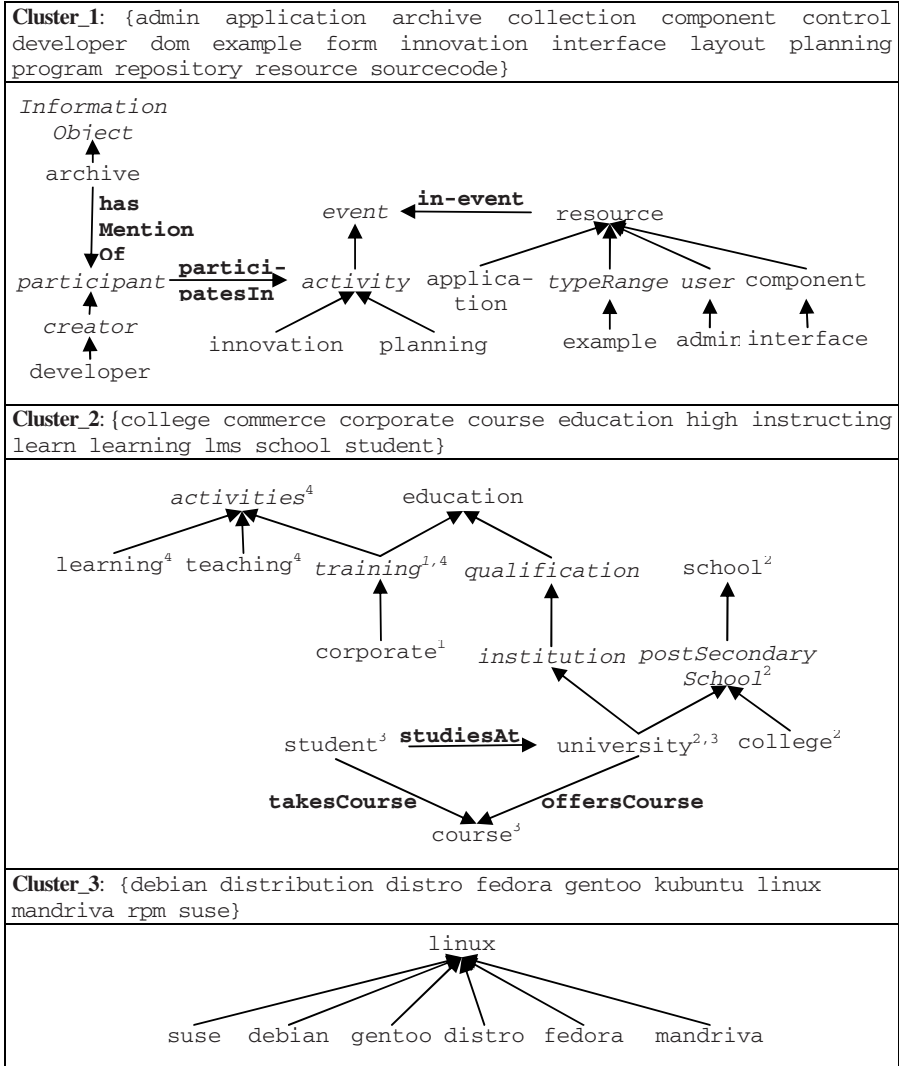 Cluster_1: {admin application archive collection component control
developer dom example form innovation interface layout planning
program repository resource sourcecode}
Information
Object
archive
has
Mention
Of
event
in-event
resource
participant
partici-
patesIn
activity
applica-
tion
typeRange
user
component
creator
innovation
planning
example
admin
interface
developer
Cluster_2: {college commerce corporate course education high instructing
learn learning lms school student}
activities4
education
learning4
teaching4
training1,4
qualification
school2
corporate1
institution
postSecondary
School2
student3
studiesAt
university2,3
college2
takesCourse
offersCourse
course3
Cluster_3: {debian distribution distro fedora gentoo kubuntu linux
mandriva rpm suse}
linux
suse
debian
gentoo
distro
fedora
mandriva